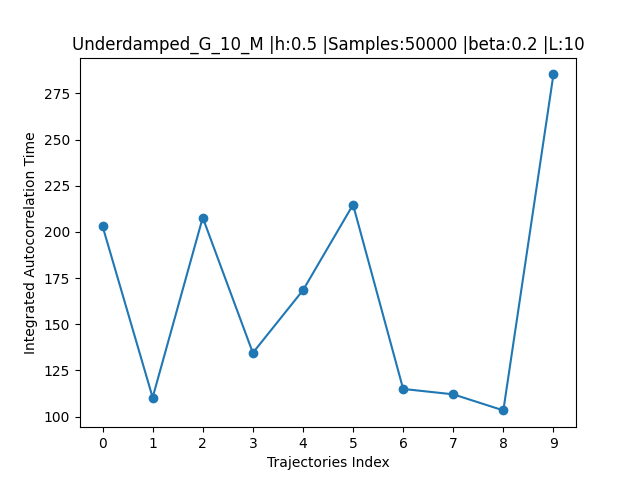 Underdamped_G_10_M |h:0.5 |Samples:50000 |beta:0.2 |L:10
Integrated Autocorrelation Time
275
250
225
200
175
150
125
100
0 1 2 3 4 5 6 7 8 9
Trajectories Index